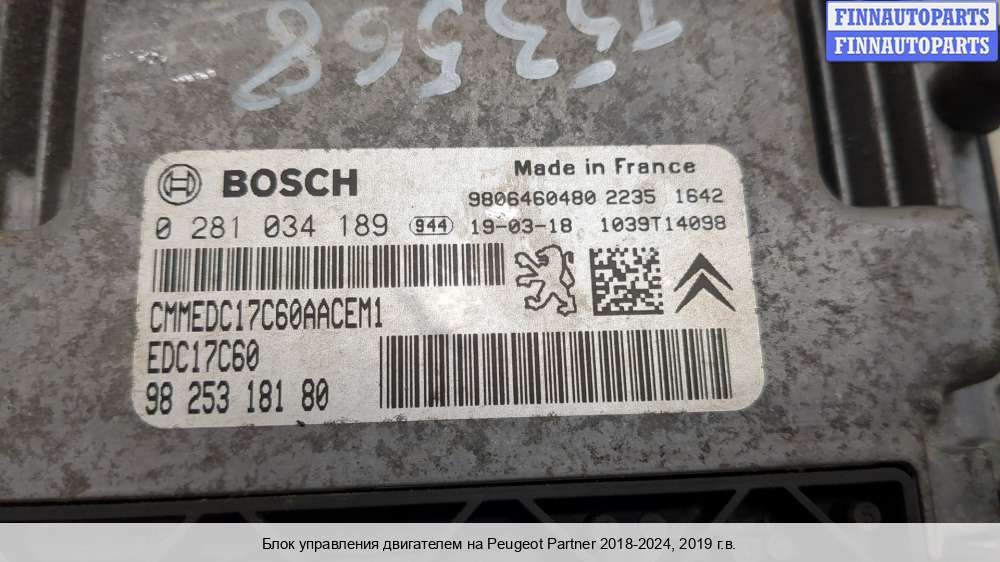 FINNAUTOPARTS
FINNAUTOPARTS
BOSCH
Made in France
9806460480 2235 1642
0 281 034 189 944 19-03-18 1039T14098
CMMEDC17C60AACEM1
EDC17C60
98 253 181 80
Блок управления двигателем на Peugeot Partner 2018-2024, 2019 г.в.